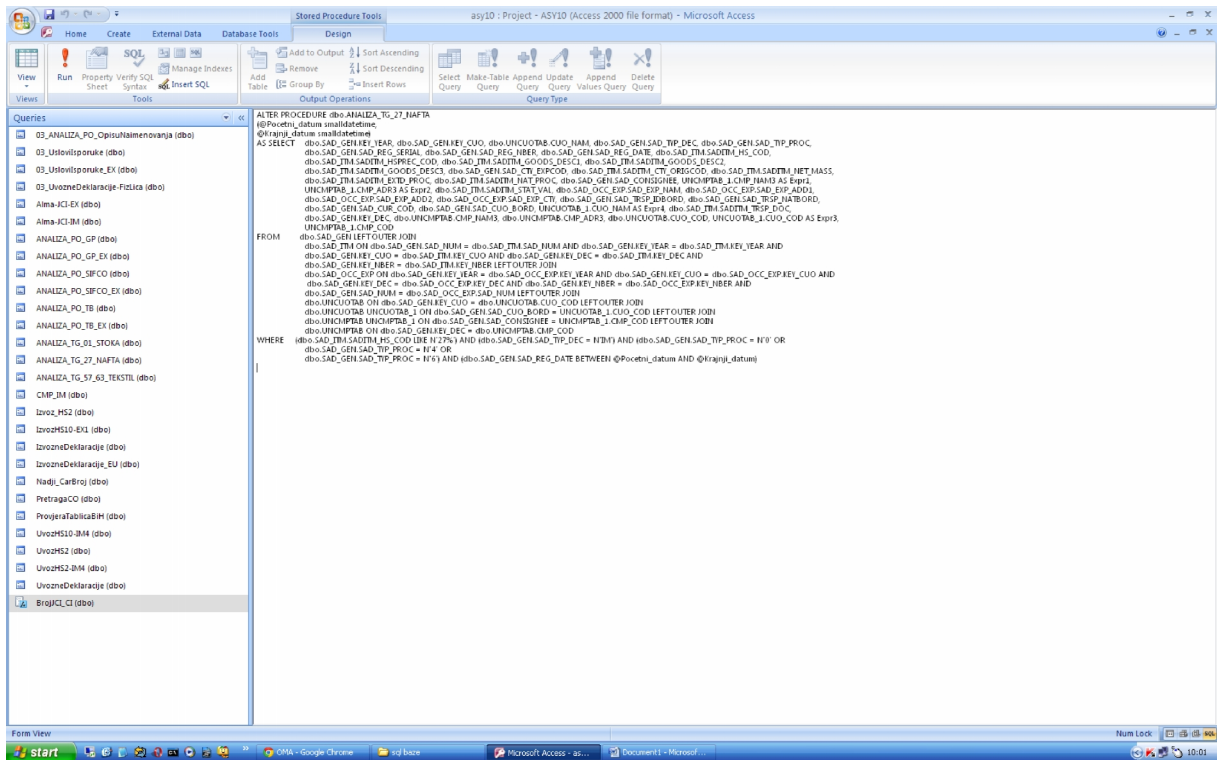 Stored Procedure Tools
asy10 : Project - ASY10 (Access 2000 file format) - Microsoft Access
Home Create External Data Database Tools Design
View
Run
Property Sheet
Verify SQL Syntax
SQL
Manage Indexes
Insert SQL
Add Table
Add to Output
Remove
Group By
Sort Ascending
Sort Descending
Insert Rows
Select Query
Make-Table Query
Append Query
Update Query
Append Values Query
Delete Query
Views Tools Output Operations Query Type
Queries
03_ANALIZA_PO_OpisuNaimenovanja (dbo)
03_UsloviIsporuke (dbo)
03_UsloviIsporuke_EX (dbo)
03_UvozneDeklaracije-FizLica (dbo)
Alma-JCI-EX (dbo)
Alma-JCI-IM (dbo)
ANALIZA_PO_GP (dbo)
ANALIZA_PO_GP_EX (dbo)
ANALIZA_PO_SIFCO (dbo)
ANALIZA_PO_SIFCO_EX (dbo)
ANALIZA_PO_TB (dbo)
ANALIZA_PO_TB_EX (dbo)
ANALIZA_TG_01_STOKA (dbo)
ANALIZA_TG_27_NAFTA (dbo)
ANALIZA_TG_57_63_TEKSTIL (dbo)
CMP_IM (dbo)
Izvoz_HS2 (dbo)
IzvozHS10-EX1 (dbo)
IzvozneDeklaracije (dbo)
IzvozneDeklaracije_EU (dbo)
Nadji_CarBroj (dbo)
PretragaCO (dbo)
ProvjeraTablicaBiH (dbo)
UvozHS10-IM4 (dbo)
UvozHS2 (dbo)
UvozHS2-IM4 (dbo)
UvozneDeklaracije (dbo)
BrojJCI_CI (dbo)
ALTER PROCEDURE dbo.ANALIZA_TG_27_NAFTA
(@Pocetni_datum smalldatetime,
@Krajnji_datum smalldatetime)
AS SELECT dbo.SAD_GEN.KEY_YEAR, dbo.SAD_GEN.KEY_CUO, dbo.UNCUOTAB.CUO_NAM, dbo.SAD_GEN.SAD_TYP_DEC, dbo.SAD_GEN.SAD_TYP_PROC,
dbo.SAD_GEN.SAD_REG_SERIAL, dbo.SAD_GEN.SAD_REG_NBER, dbo.SAD_GEN.SAD_REG_DATE, dbo.SAD_ITM.SADITM_HS_COD,
dbo.SAD_ITM.SADITM_HSPREC_COD, dbo.SAD_ITM.SADITM_GOODS_DESC1, dbo.SAD_ITM.SADITM_GOODS_DESC2,
dbo.SAD_ITM.SADITM_GOODS_DESC3, dbo.SAD_GEN.SAD_CTY_EXPCOD, dbo.SAD_ITM.SADITM_CTY_ORIGCOD, dbo.SAD_ITM.SADITM_NET_MASS,
dbo.SAD_ITM.SADITM_EXTD_PROC, dbo.SAD_ITM.SADITM_NAT_PROC, dbo.SAD_GEN.SAD_CONSIGNEE, UNCMPTAB_1.CMP_NAM3 AS Expr1,
UNCMPTAB_1.CMP_ADR3 AS Expr2, dbo.SAD_ITM.SADITM_STAT_VAL, dbo.SAD_OCC_EXP.SAD_EXP_NAM, dbo.SAD_OCC_EXP.SAD_EXP_ADD1,
dbo.SAD_OCC_EXP.SAD_EXP_ADD2, dbo.SAD_OCC_EXP.SAD_EXP_CTY, dbo.SAD_GEN.SAD_TRSP_IDBORD, dbo.SAD_GEN.SAD_TRSP_NATBORD,
dbo.SAD_GEN.SAD_CUR_COD, dbo.SAD_GEN.SAD_CUO_BORD, UNCUOTAB_1.CUO_NAM AS Expr4, dbo.SAD_ITM.SADITM_TRSP_DOC,
dbo.SAD_GEN.KEY_DEC, dbo.UNCMPTAB.CMP_NAM3, dbo.UNCMPTAB.CMP_ADR3, dbo.UNCUOTAB.CUO_COD, UNCUOTAB_1.CUO_COD AS Expr3,
UNCMPTAB_1.CMP_COD
FROM dbo.SAD_GEN LEFT OUTER JOIN
dbo.SAD_ITM ON dbo.SAD_GEN.SAD_NUM = dbo.SAD_ITM.SAD_NUM AND dbo.SAD_GEN.KEY_YEAR = dbo.SAD_ITM.KEY_YEAR AND
dbo.SAD_GEN.KEY_CUO = dbo.SAD_ITM.KEY_CUO AND dbo.SAD_GEN.KEY_DEC = dbo.SAD_ITM.KEY_DEC AND
dbo.SAD_GEN.KEY_NBER = dbo.SAD_ITM.KEY_NBER LEFT OUTER JOIN
dbo.SAD_OCC_EXP ON dbo.SAD_GEN.KEY_YEAR = dbo.SAD_OCC_EXP.KEY_YEAR AND dbo.SAD_GEN.KEY_CUO = dbo.SAD_OCC_EXP.KEY_CUO AND
dbo.SAD_GEN.KEY_DEC = dbo.SAD_OCC_EXP.KEY_DEC AND dbo.SAD_GEN.KEY_NBER = dbo.SAD_OCC_EXP.KEY_NBER AND
dbo.SAD_GEN.SAD_NUM = dbo.SAD_OCC_EXP.SAD_NUM LEFT OUTER JOIN
dbo.UNCUOTAB ON dbo.SAD_GEN.KEY_CUO = dbo.UNCUOTAB.CUO_COD LEFT OUTER JOIN
dbo.UNCUOTAB UNCUOTAB_1 ON dbo.SAD_GEN.SAD_CUO_BORD = UNCUOTAB_1.CUO_COD LEFT OUTER JOIN
dbo.UNCMPTAB UNCMPTAB_1 ON dbo.SAD_GEN.SAD_CONSIGNEE = UNCMPTAB_1.CMP_COD LEFT OUTER JOIN
dbo.UNCMPTAB ON dbo.SAD_GEN.KEY_DEC = dbo.UNCMPTAB.CMP_COD
WHERE (dbo.SAD_ITM.SADITM_HS_COD LIKE N'27%') AND (dbo.SAD_GEN.SAD_TYP_DEC = N'IM') AND (dbo.SAD_GEN.SAD_TYP_PROC = N'0' OR
dbo.SAD_GEN.SAD_TYP_PROC = N'4' OR
dbo.SAD_GEN.SAD_TYP_PROC = N'6') AND (dbo.SAD_GEN.SAD_REG_DATE BETWEEN @Pocetni_datum AND @Krajnji_datum)
Form View
Num Lock
SQL
start
OMA - Google Chrome
sql baze
Microsoft Access - as...
Document1 - Microsof...
10:01